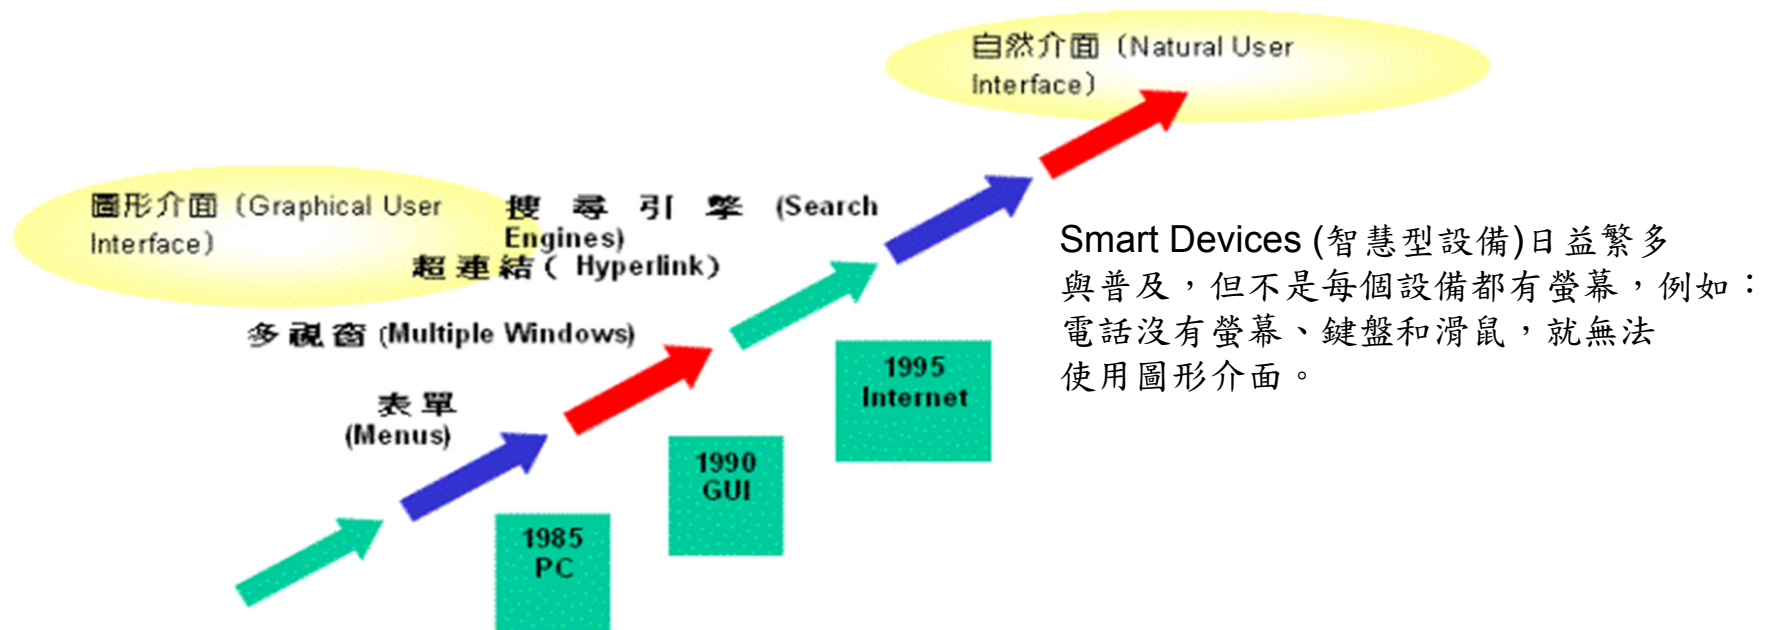 自然介面（Natural User
Interface）
圖形介面（Graphical User
Interface）
搜尋引擎 (Search
Engines)
超連結( Hyperlink）
多視窗(Multiple Windows)
表單
(Menus)
1995
Internet
1990
GUI
1985
PC
Smart Devices (智慧型設備)日益繁多
與普及，但不是每個設備都有螢幕，例如：
電話沒有螢幕、鍵盤和滑鼠，就無法
使用圖形介面。